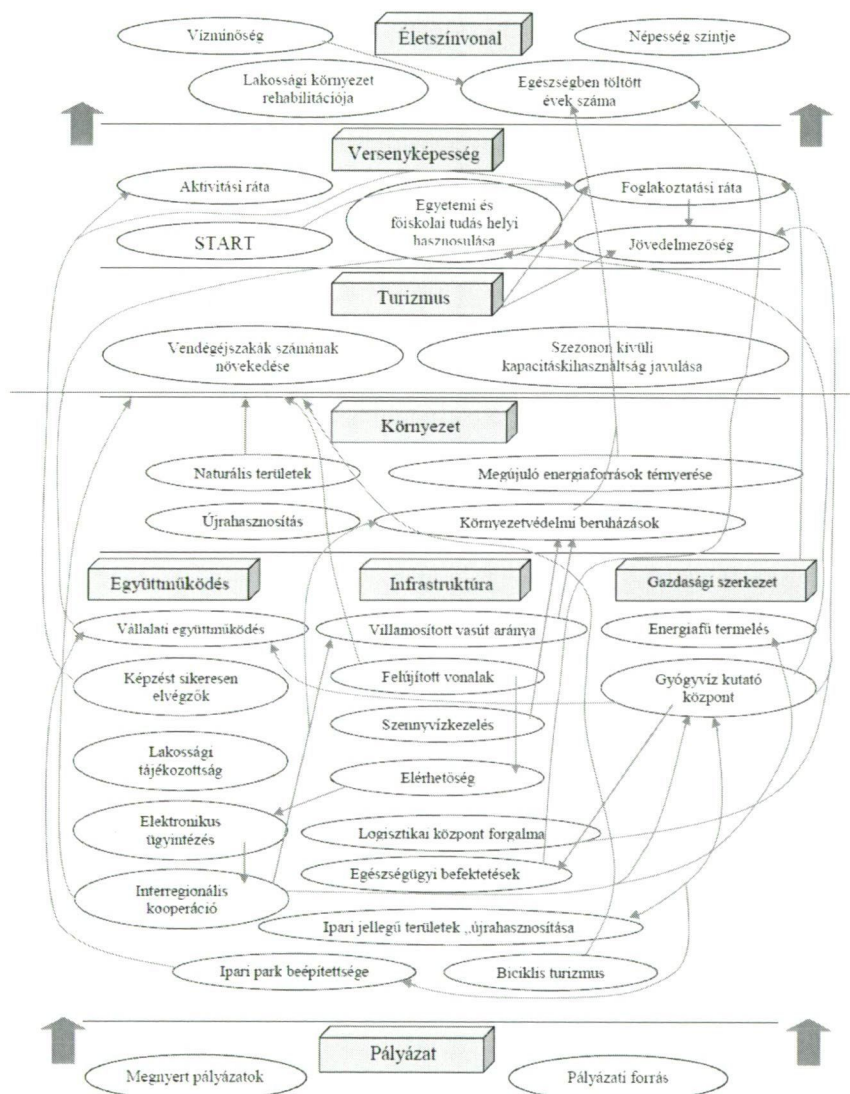 Vízminőség
Életszínvonal
Népesség szintje
Lakossági környezet
rehabilitációja
Egészségben töltött
évek száma
Versenyképesség
Aktivitási ráta
Foglakoztatási ráta
Egyetemi és
főiskolai tudás helyi
hasznosulása
START
Jövedelmezőség
Turizmus
Vendégéjszakák számának
növekedése
Szezonon kívüli
kapacitáskihasználtság javulása
Környezet
Naturális területek
Megújuló energiaforrások térnyerése
Újrahasznosítás
Környezetvédelmi beruházások
Együttműködés
Infrastruktúra
Gazdasági szerkezet
Vállalati együttműködés
Villamosított vasút aránya
Energiafű termelés
Képzést sikeresen
elvégzők
Felújított vonalak
Gyógyvíz kutató
központ
Szennyvízkezelés
Lakossági
tájékozottság
Elérhetőség
Elektronikus
ügyintézés
Logisztikai központ forgalma
Egészségügyi befektetések
Interregionális
kooperáció
Ipari jellegű területek „újrahasznosítása
Ipari park beépítettsége
Biciklis turizmus
Pályázat
Megnyert pályázatok
Pályázati forrás